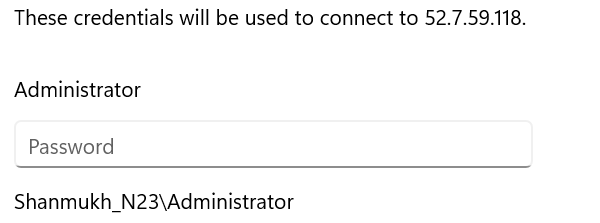 These credentials will be used to connect to 52.7.59.118.
Administrator
Password
Shanmukh_N23\Administrator